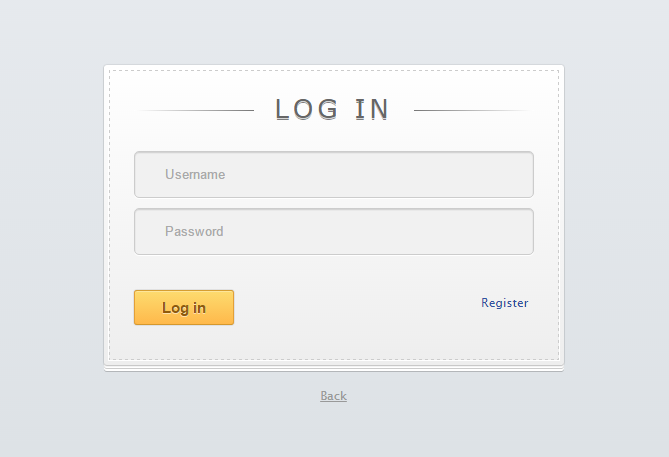 LOG IN
Username
Password
Log in
Register
Back